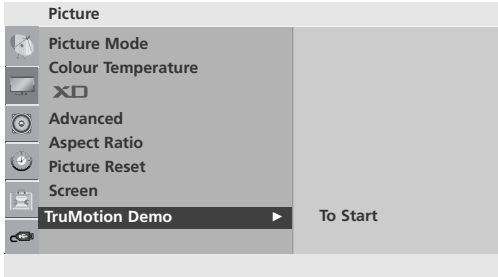 Picture
Picture Mode
Colour Temperature
XD
Advanced
Aspect Ratio
Picture Reset
Screen
TruMotion Demo ► To Start